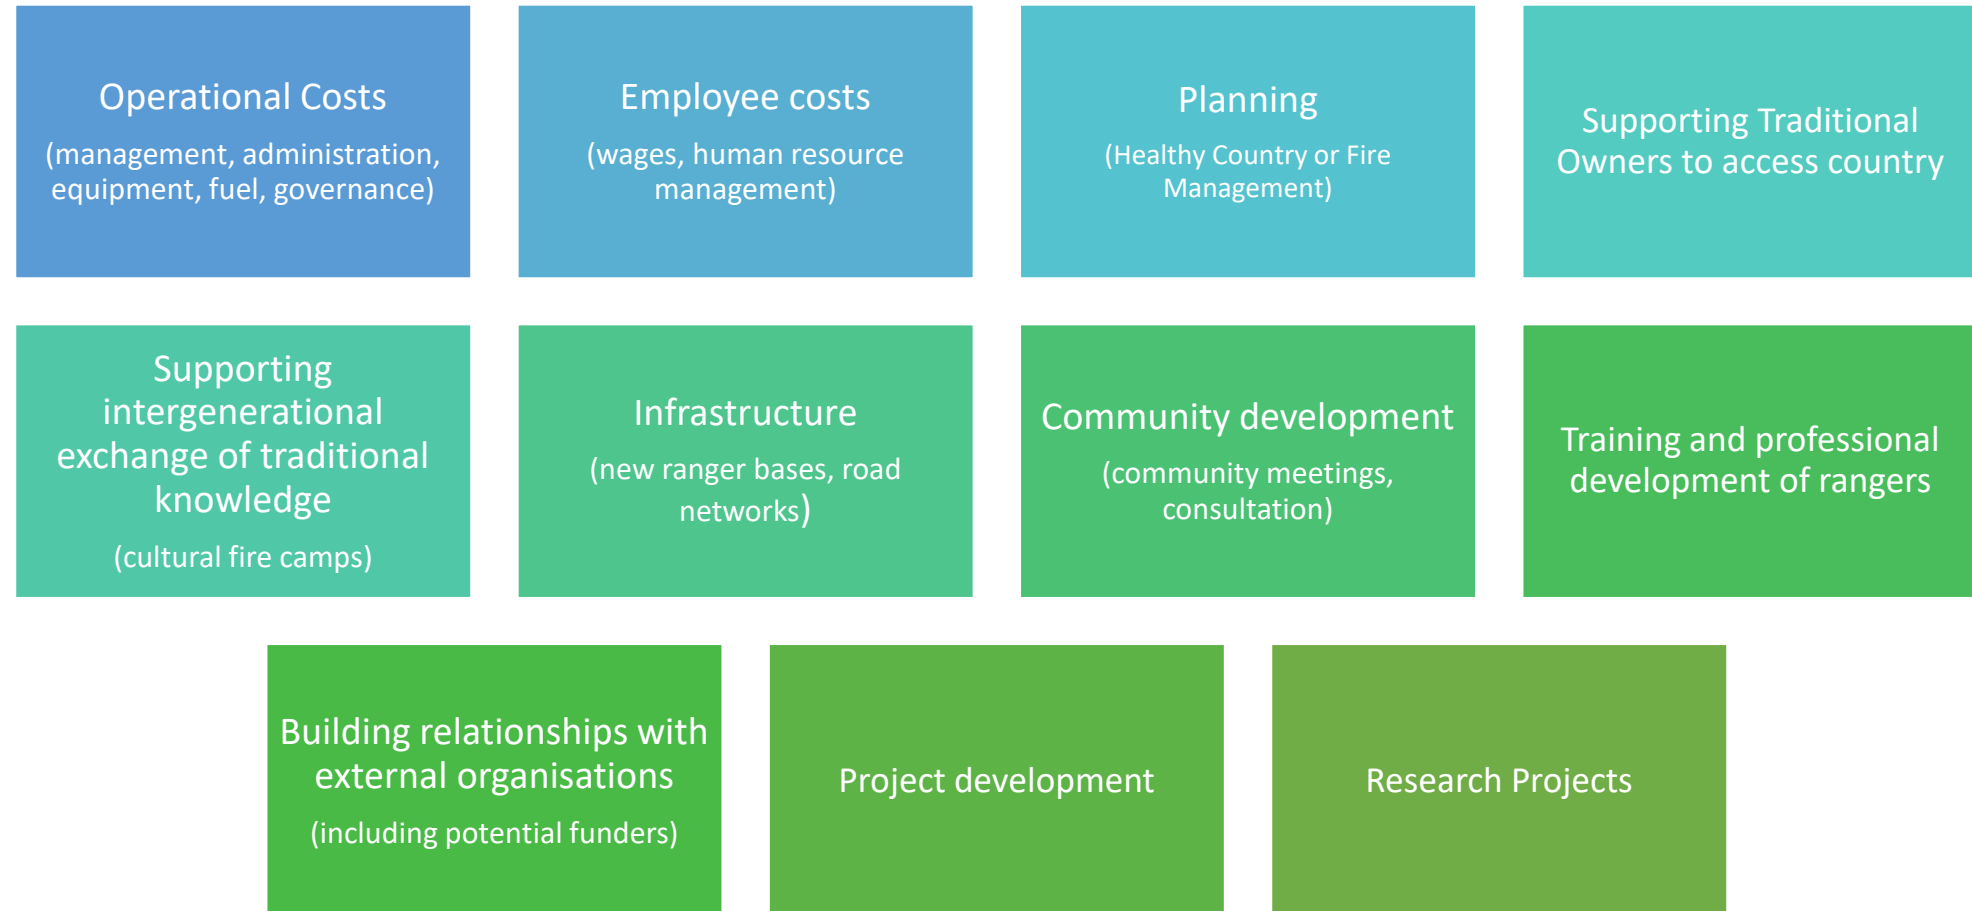 Operational Costs
(management, administration,
equipment, fuel, governance)
Employee costs
(wages, human resource
management)
Planning
(Healthy Country or Fire
Management)
Supporting Traditional
Owners to access country
Supporting
intergenerational
exchange of traditional
knowledge
(cultural fire camps)
Infrastructure
(new ranger bases, road
networks)
Community development
(community meetings,
consultation)
Training and professional
development of rangers
Building relationships with
external organisations
(including potential funders)
Project development
Research Projects